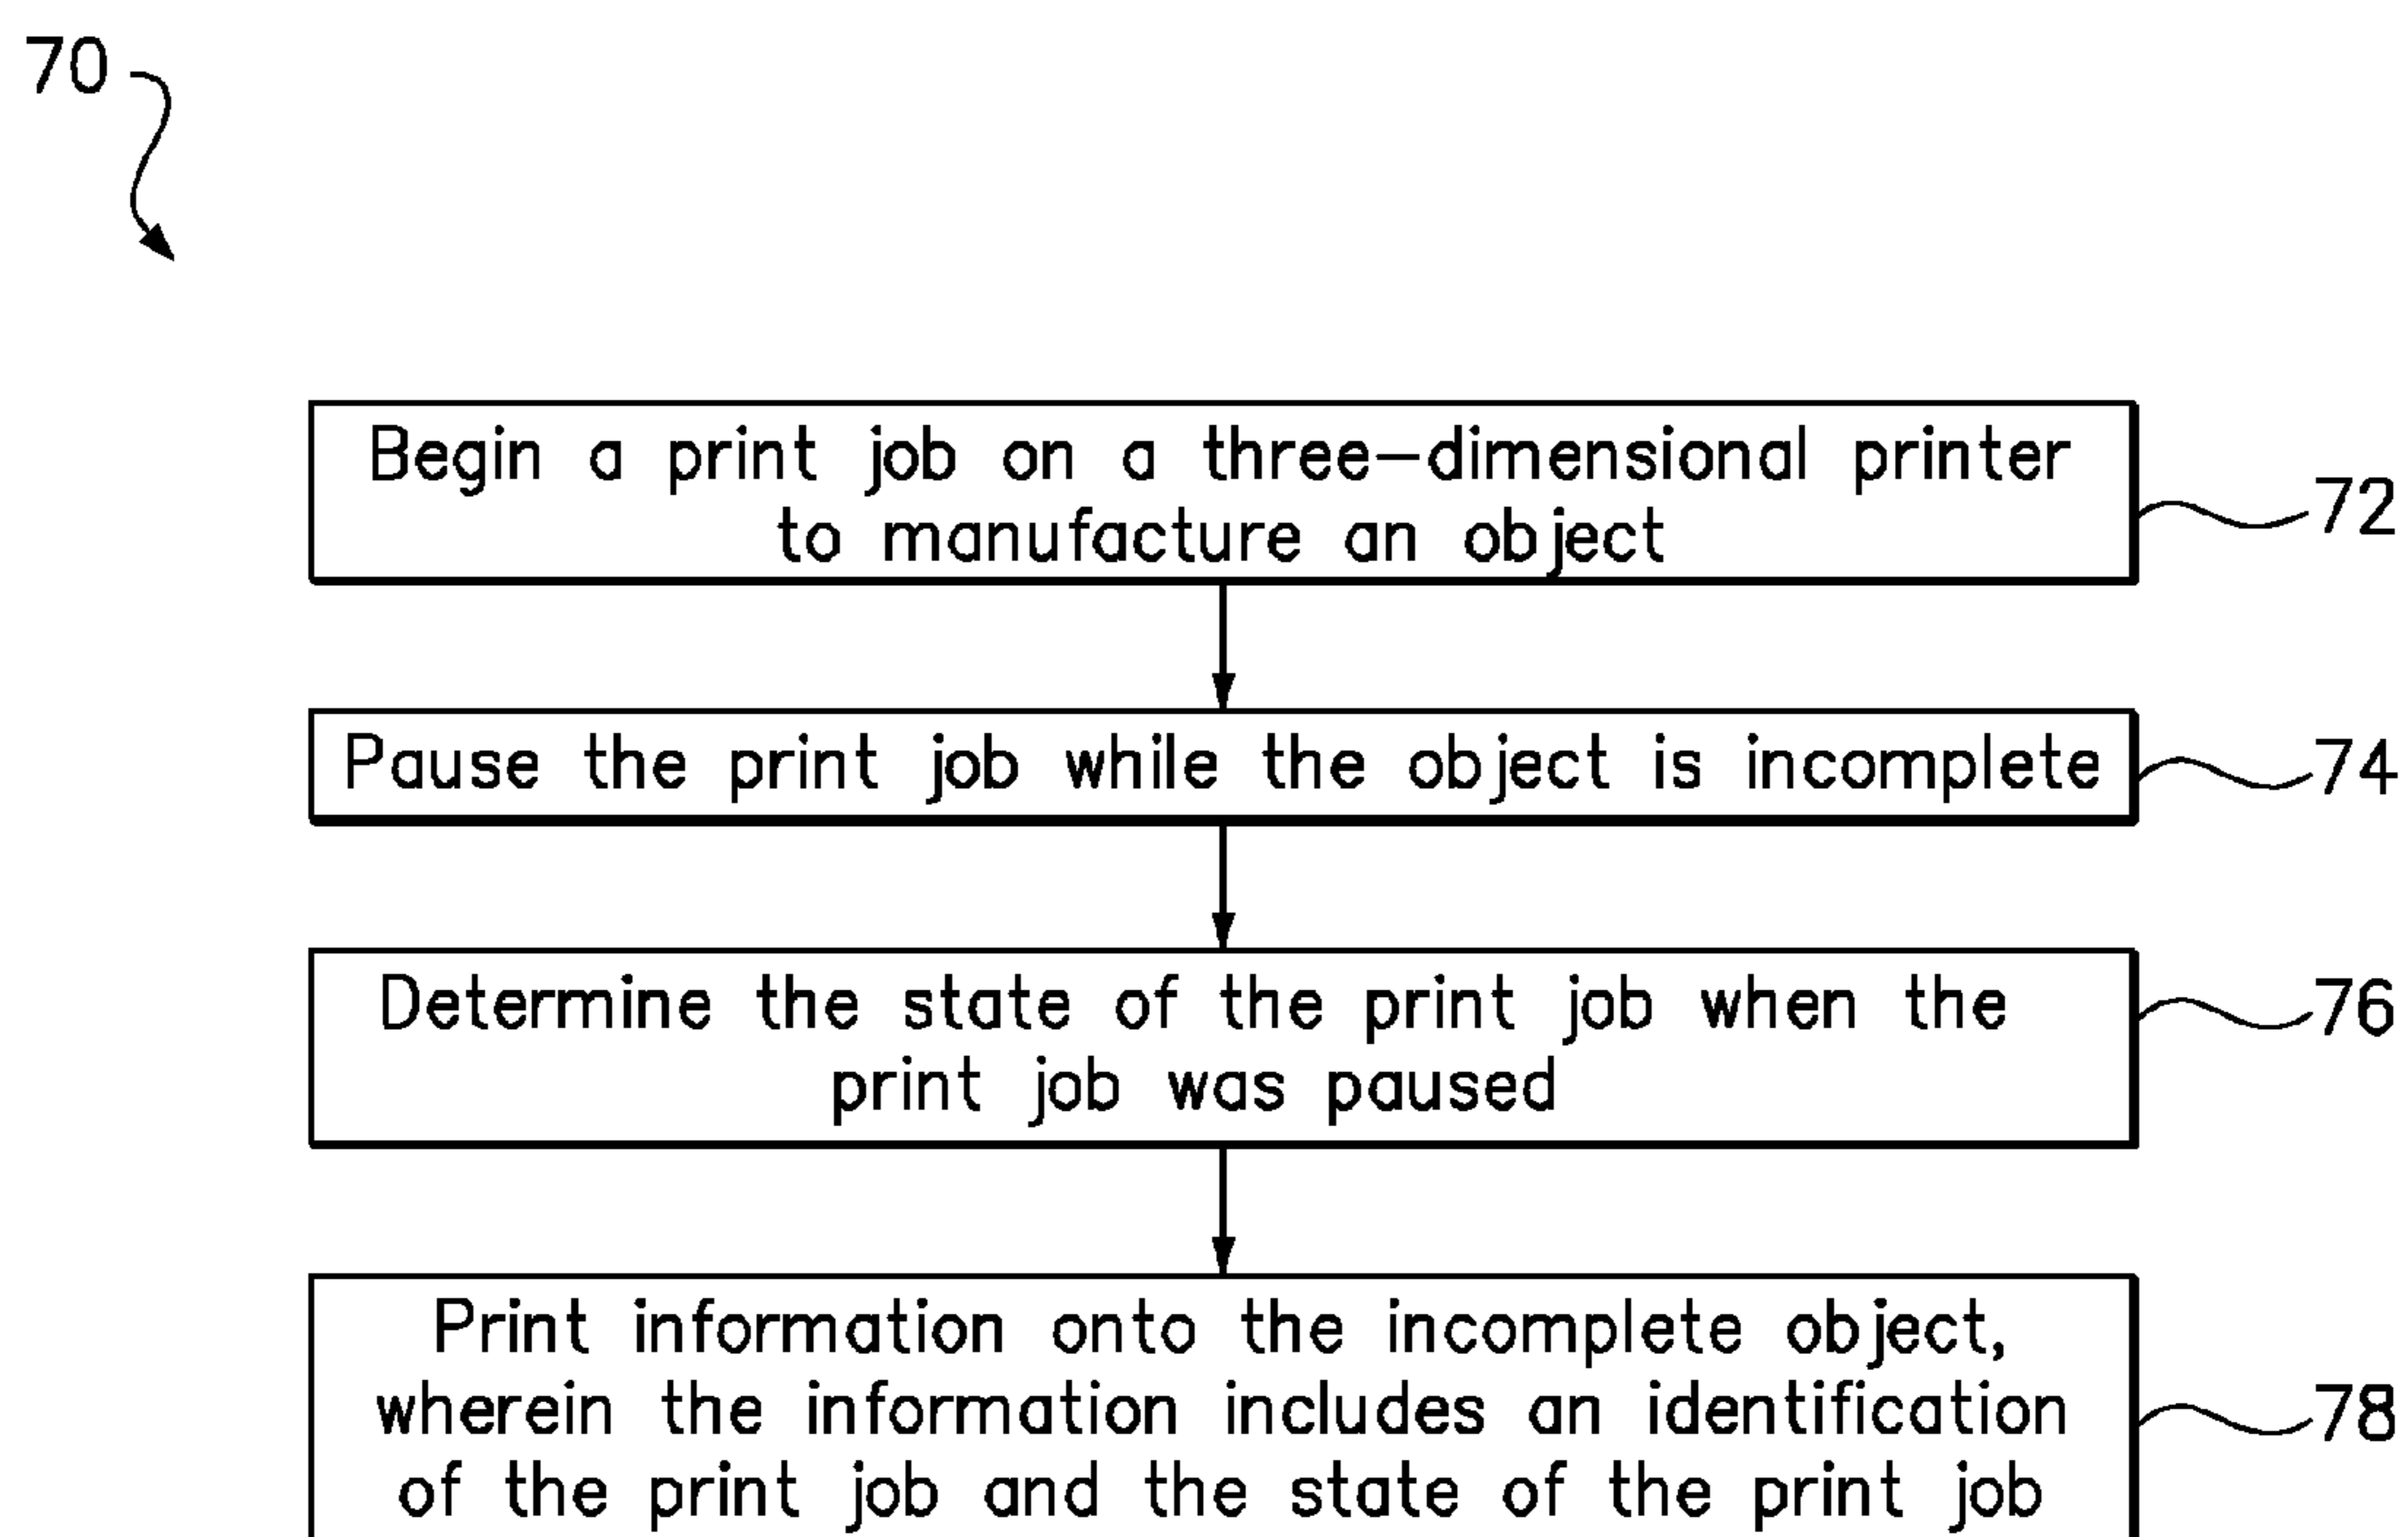 70
Begin a print job on a three-dimensional printer
to manufacture an object
72
Pause the print job while the object is incomplete
74
Determine the state of the print job when the
print job was paused
76
Print information onto the incomplete object,
wherein the information includes an identification
of the print job and the state of the print job
78